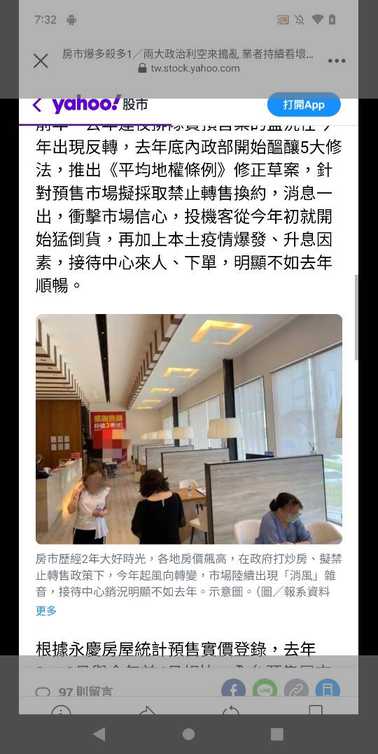 7:32
房市爆多殺多1／兩大政治利空來搗亂 業者持續看壞...
tw.stock.yahoo.com
yahoo!股市
打開App
年出現反轉，去年底內政部開始醞釀5大修
法，推出《平均地權條例》修正草案，針
對預售市場擬採取禁止轉售換約，消息一
出，衝擊市場信心，投機客從今年初就開
始猛倒貨，再加上本土疫情爆發、升息因
素，接待中心來人、下單，明顯不如去年
順暢。
房市歷經2年大好時光，各地房價飆高，在政府打炒房、擬禁
止轉售政策下，今年起風向轉變，市場陸續出現「消風」雜
音，接待中心銷況明顯不如去年。示意圖。（圖／報系資料
更多
根據永慶房屋統計預售實價登錄，去年
97 則留言